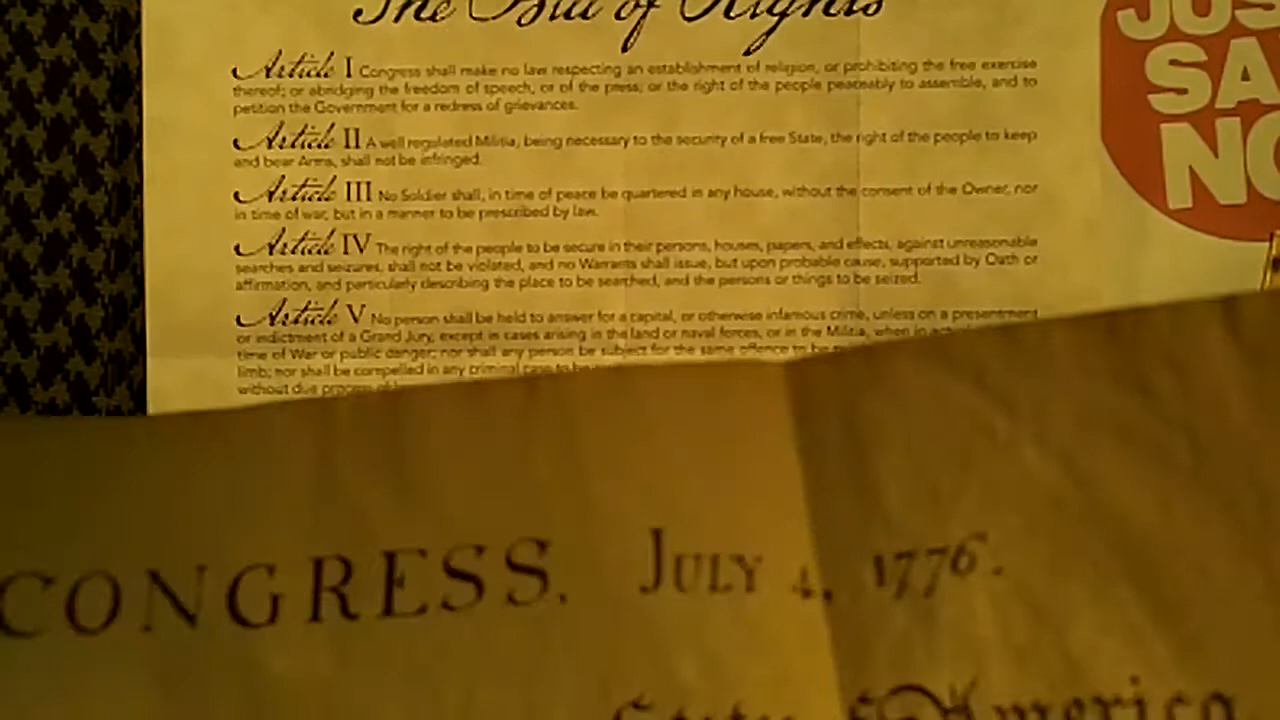 The Bill of Rights
JUS
SA
NO
Article I Congress shall make no law respecting an establishment of religion, or prohibiting the free exercise
thereof; or abridging the freedom of speech, or of the press; or the right of the people peaceably to assemble, and to
petition the Government for a redress of grievances.
Article II A well regulated Militia, being necessary to the security of a free State, the right of the people to keep
and bear Arms, shall not be infringed.
Article III No Soldier shall, in time of peace be quartered in any house, without the consent of the Owner, nor
in time of war, but in a manner to be prescribed by law.
Article IV The right of the people to be secure in their persons, houses, papers, and effects, against unreasonable
searches and seizures, shall not be violated, and no Warrants shall issue, but upon probable cause, supported by Oath or
affirmation, and particularly describing the place to be searched, and the persons or things to be seized.
Article V No person shall be held to answer for a capital, or otherwise infamous crime, unless on a presentment
or indictment of a Grand Jury, except in cases arising in the land or naval forces, or in the Militia, when in actual
time of War or public danger; nor shall any person be subject for the same offence to be
limb; nor shall be compelled in any criminal case to be
without due process of
CONGRESS. JULY 4, 1776.
States of America,